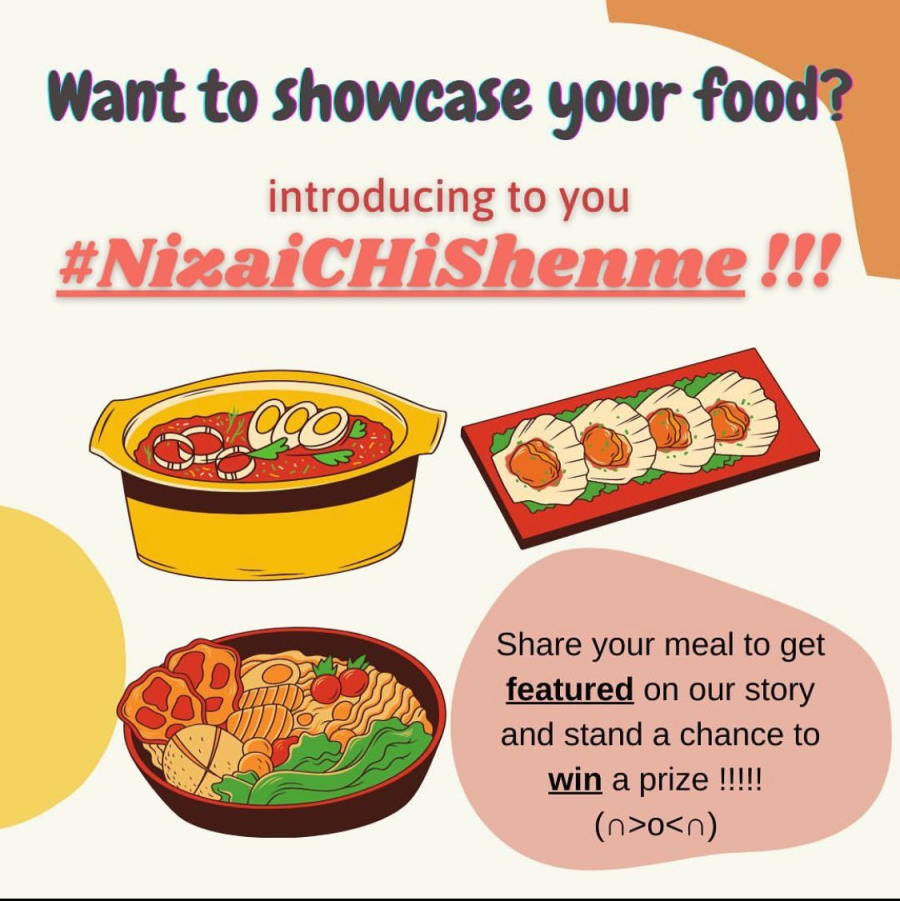 Want to showcase your food?
introducing to you
#NizaiCHiShenme !!!
Share your meal to get
featured on our story
and stand a chance to
win a prize !!!!!
(∩>o<∩)